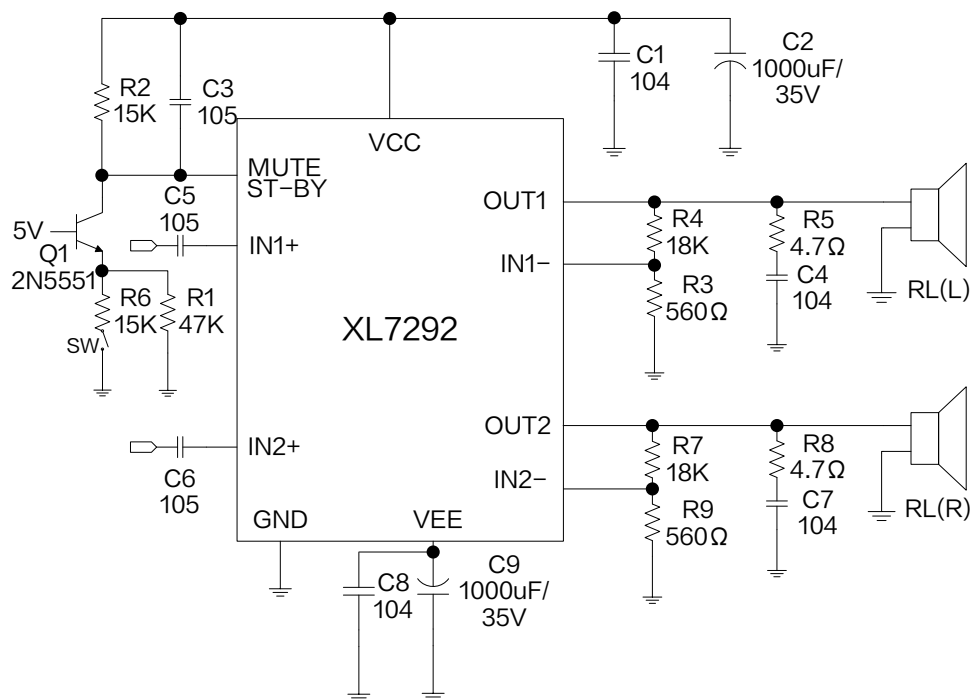 R2
15K
C3
105
C1
104
C2
1000uF/
35V
VCC
MUTE
ST-BY
C5
105
5V
Q1
2N5551
IN1+
OUT1
IN1-
R4
18K
R5
4.7Ω
R3
560Ω
C4
104
RL(L)
R6
15K
R1
47K
SW
XL7292
OUT2
IN2+
IN2-
C6
105
R7
18K
R8
4.7Ω
R9
560Ω
C7
104
RL(R)
GND
VEE
C8
104
C9
1000uF/
35V